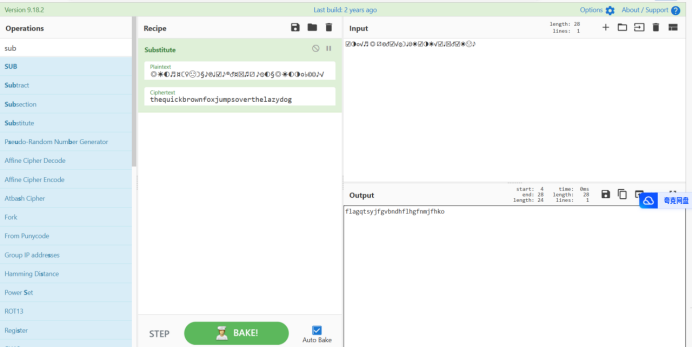 Version 9.18.2
Last build: 2 years ago
Options
About / Support
Operations
sub
SUB
Subtract
Subsection
Substitute
Pseudo-Random Number Generator
Affine Cipher Decode
Affine Cipher Encode
Atbash Cipher
Fork
From Punycode
Group IP addresses
Hamming Distance
Power Set
ROT13
Register
Recipe
Substitute
Plaintext
Ciphertext
thequickbrownfoxjumpsoverthelazydog
STEP
BAKE!
Auto Bake
Input
length: 28
lines: 1
Output
start: 4
end: 28
length: 24
time: 0ms
length: 28
lines: 1
夸克网盘
flagqtsyjfgvbndhflhgfnmjfhko